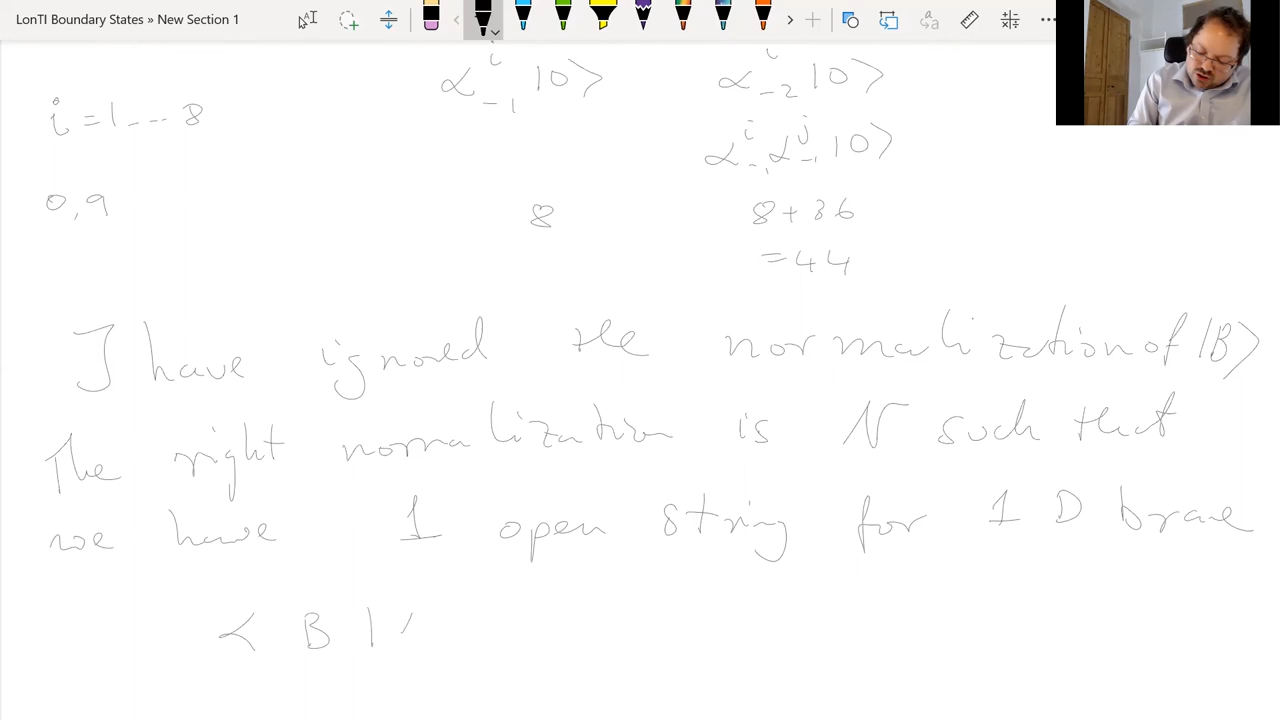 LonTI Boundary States » New Section 1
α^i_{-1} |0> α^i_{-2} |0>
i = 1 --- 8
α^i_{-1} α^j_{-1} |0>
0, 9 8 8 + 36
= 44
I have ignored the normalization of |B>
The right normalization is N such that
we have 1 open string for 1 D brane
< B |